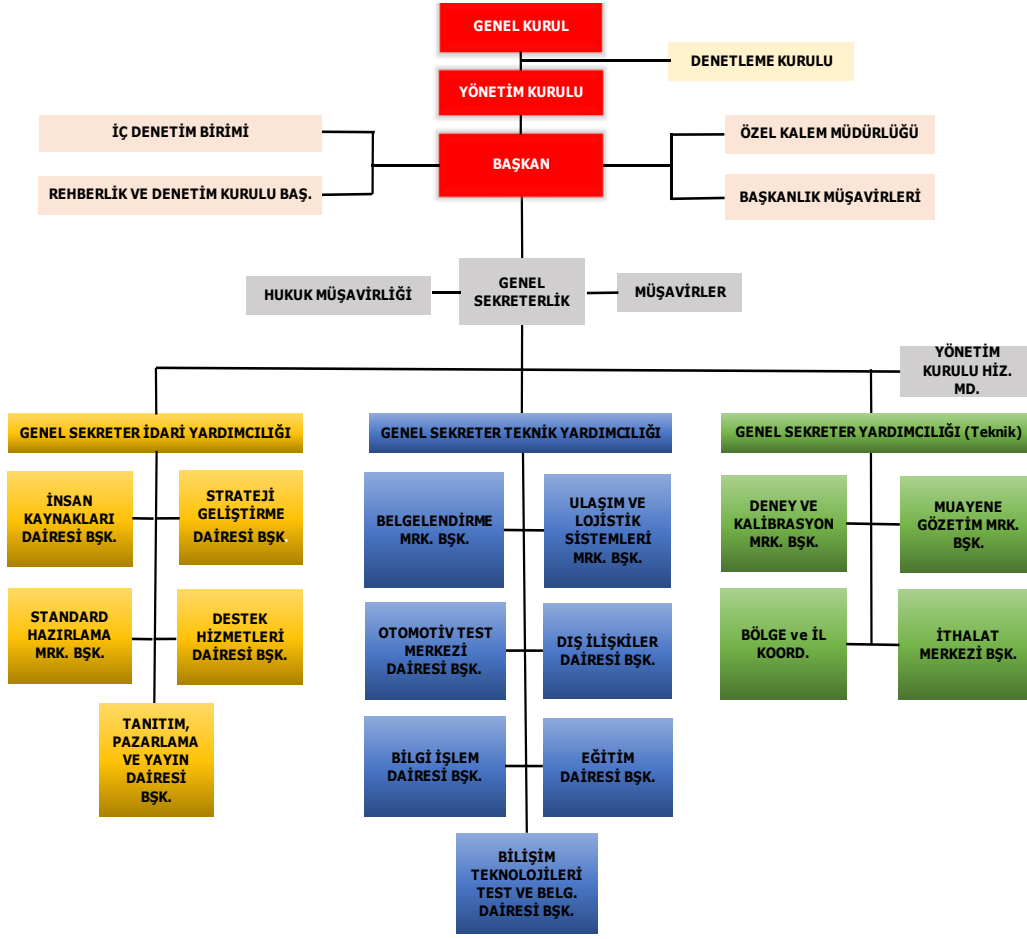 GENEL KURUL
DENETLEME KURULU
YÖNETİM KURULU
İÇ DENETİM BİRİMİ
ÖZEL KALEM MÜDÜRLÜĞÜ
BAŞKAN
REHBERLİK VE DENETİM KURULU BAŞ.
BAŞKANLIK MÜŞAVİRLERİ
HUKUK MÜŞAVİRLİĞİ
GENEL
SEKRETERLİK
MÜŞAVİRLER
YÖNETİM
KURULU HİZ.
MD.
GENEL SEKRETER İDARİ YARDIMCILIĞI
GENEL SEKRETER TEKNİK YARDIMCILIĞI
GENEL SEKRETER YARDIMCILIĞI (Teknik)
İNSAN
KAYNAKLARI
DAİRESİ BŞK.
STRATEJİ
GELİŞTİRME
DAİRESİ BŞK.
BELGELENDİRME
MRK. BŞK.
ULAŞIM VE
LOJİSTİK
SİSTEMLERİ
MRK. BŞK.
DENEY VE
KALİBRASYON
MRK. BŞK.
MUAYENE
GÖZETİM MRK.
BŞK.
STANDARD
HAZIRLAMA
MRK. BŞK.
DESTEK
HİZMETLERİ
DAİRESİ BŞK.
OTOMOTİV TEST
MERKEZİ
DAİRESİ BŞK.
DIŞ İLİŞKİLER
DAİRESİ BŞK.
BÖLGE ve İL
KOORD.
İTHALAT
MERKEZİ BŞK.
TANITIM,
PAZARLAMA
VE YAYIN
DAİRESİ
BŞK.
BİLGİ İŞLEM
DAİRESİ BŞK.
EĞİTİM
DAİRESİ BŞK.
BİLİŞİM
TEKNOLOJİLERİ
TEST VE BELG.
DAİRESİ BŞK.